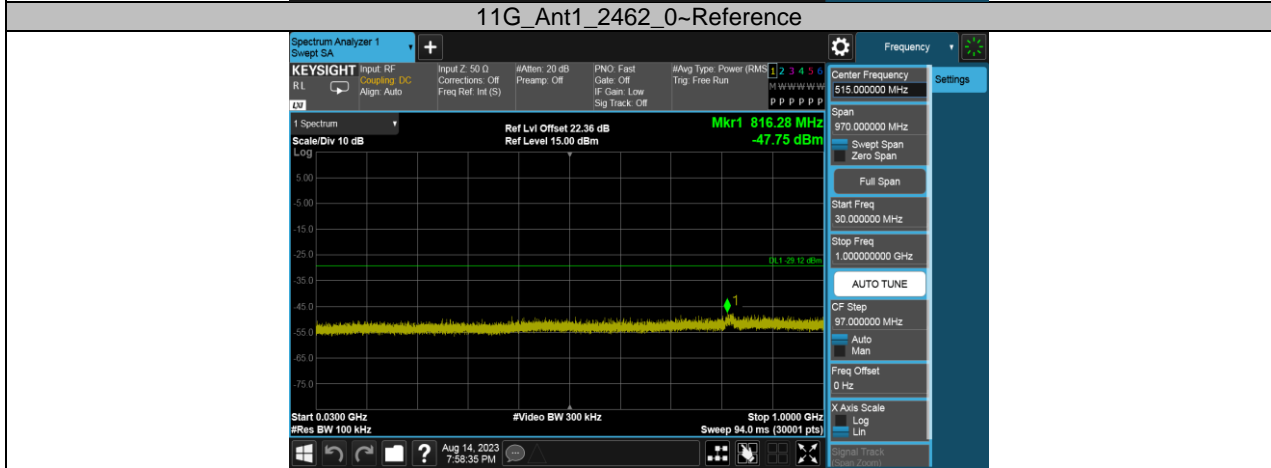 11G_Ant1_2462_0~Reference
Spectrum Analyzer 1
Swept SA
+
Frequency
KEYSIGHT
RL
LXI
Input: RF
Coupling: DC
Align: Auto
Input Z: 50 Ω
Corrections: Off
Freq Ref: Int (S)
#Atten: 20 dB
Preamp: Off
PNO: Fast
Gate: Off
IF Gain: Low
Sig Track: Off
#Avg Type: Power (RMS
Trig: Free Run
1 2 3 4 5 6
M W W W W W
P P P P P P
Center Frequency
515.000000 MHz
Settings
1 Spectrum
Scale/Div 10 dB
Ref Lvl Offset 22.36 dB
Ref Level 15.00 dBm
Mkr1 816.28 MHz
-47.75 dBm
Log
5.00
-5.00
-15.0
-25.0
-35.0
-45.0
-55.0
-65.0
-75.0
DL1 -29.12 dBm
1
Start 0.0300 GHz
#Res BW 100 kHz
#Video BW 300 kHz
Stop 1.0000 GHz
Sweep 94.0 ms (30001 pts)
Span
970.000000 MHz
Swept Span
Zero Span
Full Span
Start Freq
30.000000 MHz
Stop Freq
1.000000000 GHz
AUTO TUNE
CF Step
97.000000 MHz
Auto
Man
Freq Offset
0 Hz
X Axis Scale
Log
Lin
Signal Track
(Span Zoom)
?
Aug 14, 2023
7:58:35 PM